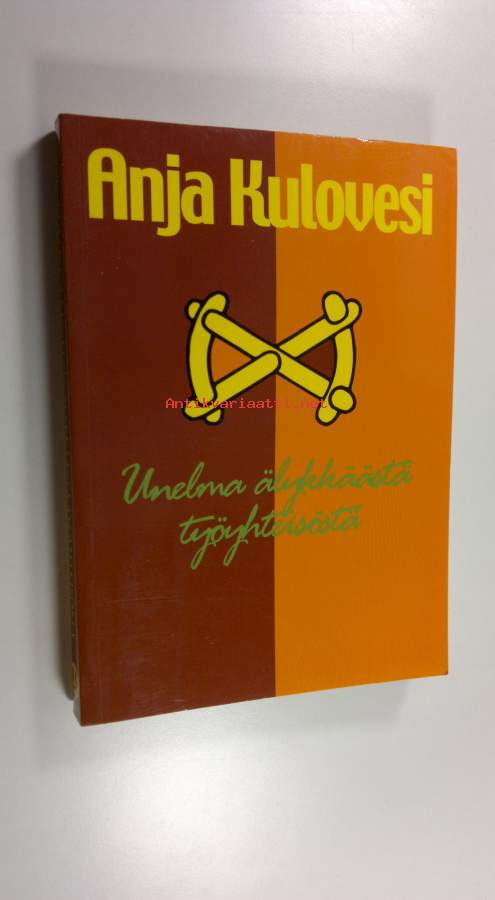 Anja Kulovesi
Antikvariaatti.net
Unelma älykkäästä
työyhteisöstä